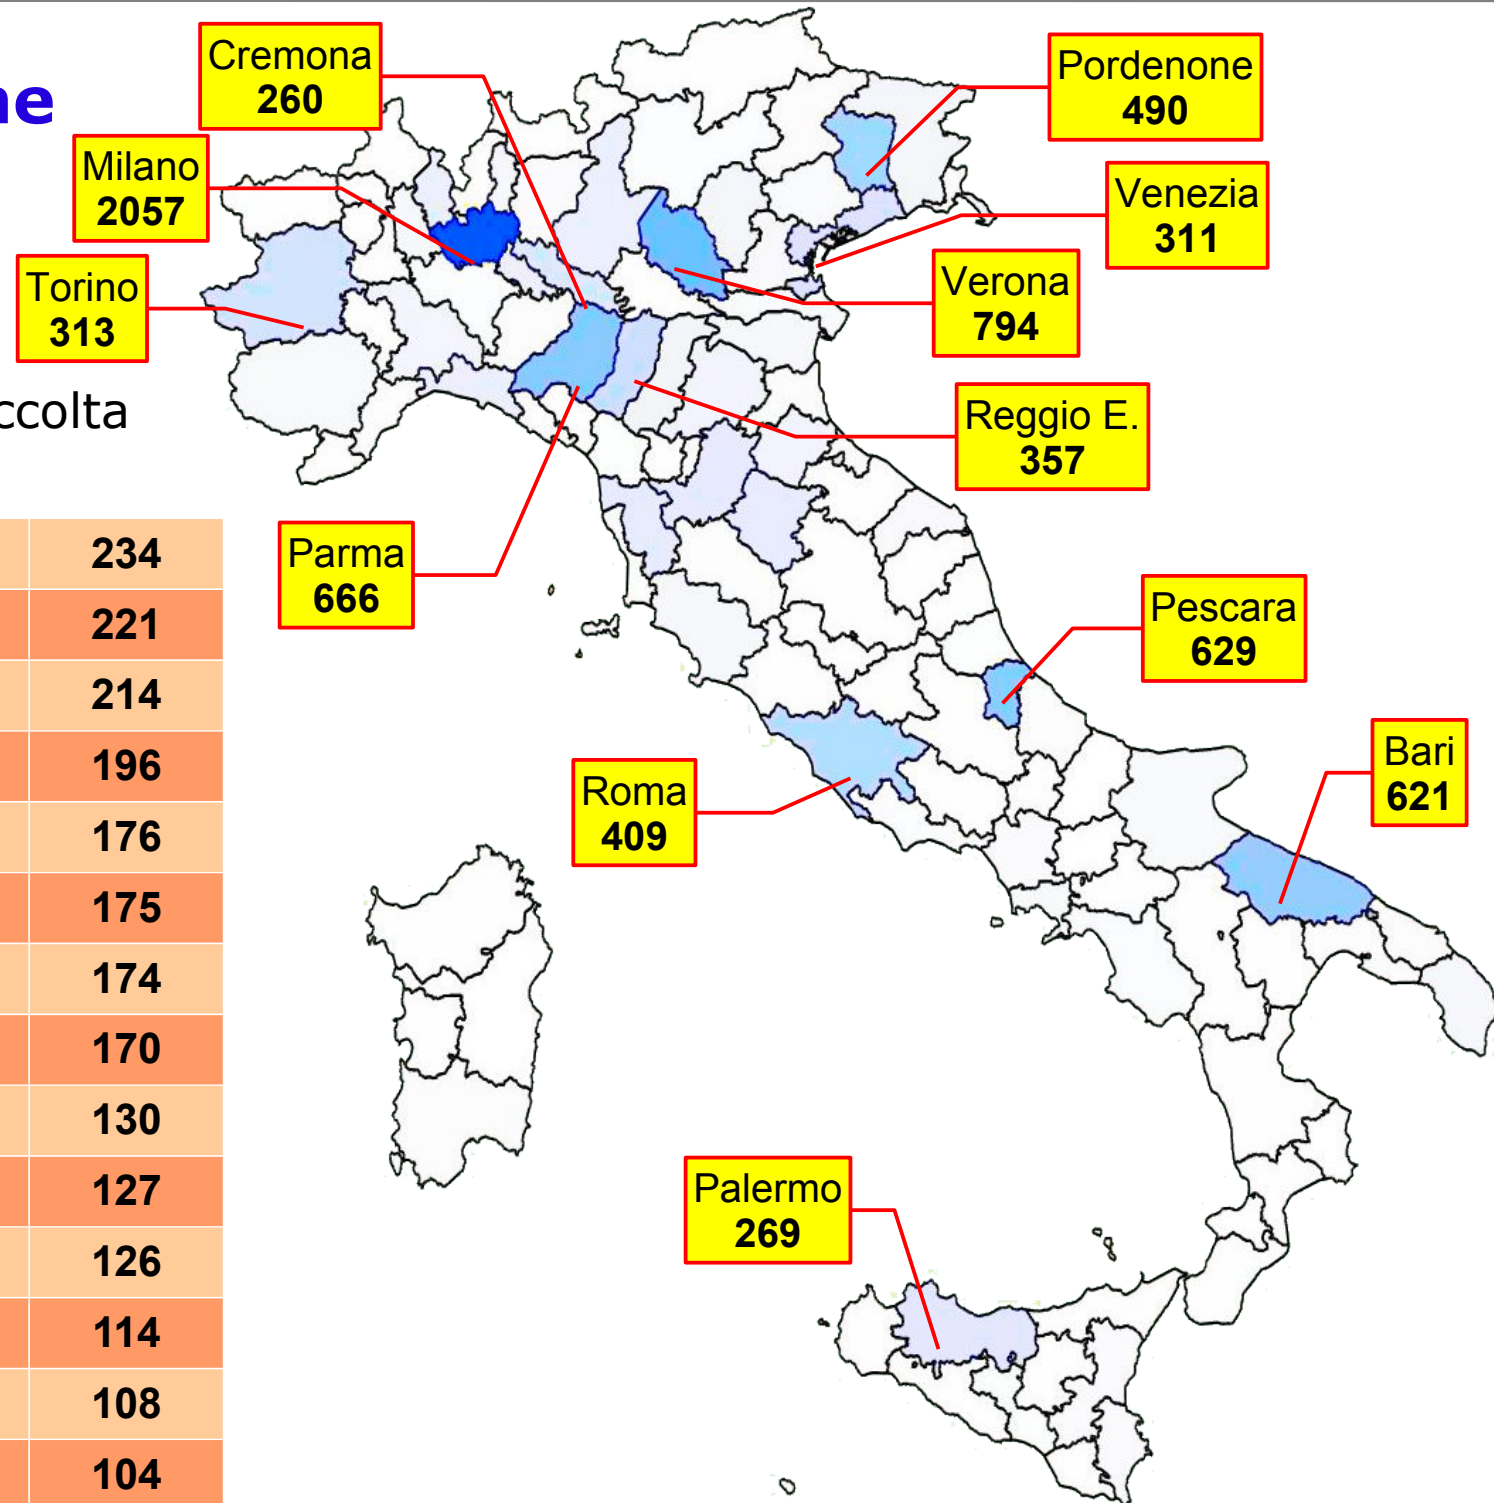 ne
ccolta
Cremona
260
Pordenone
490
Milano
2057
Venezia
311
Torino
313
Verona
794
Reggio E.
357
Parma
666
Pescara
629
Roma
409
Bari
621
Palermo
269
234
221
214
196
176
175
174
170
130
127
126
114
108
104